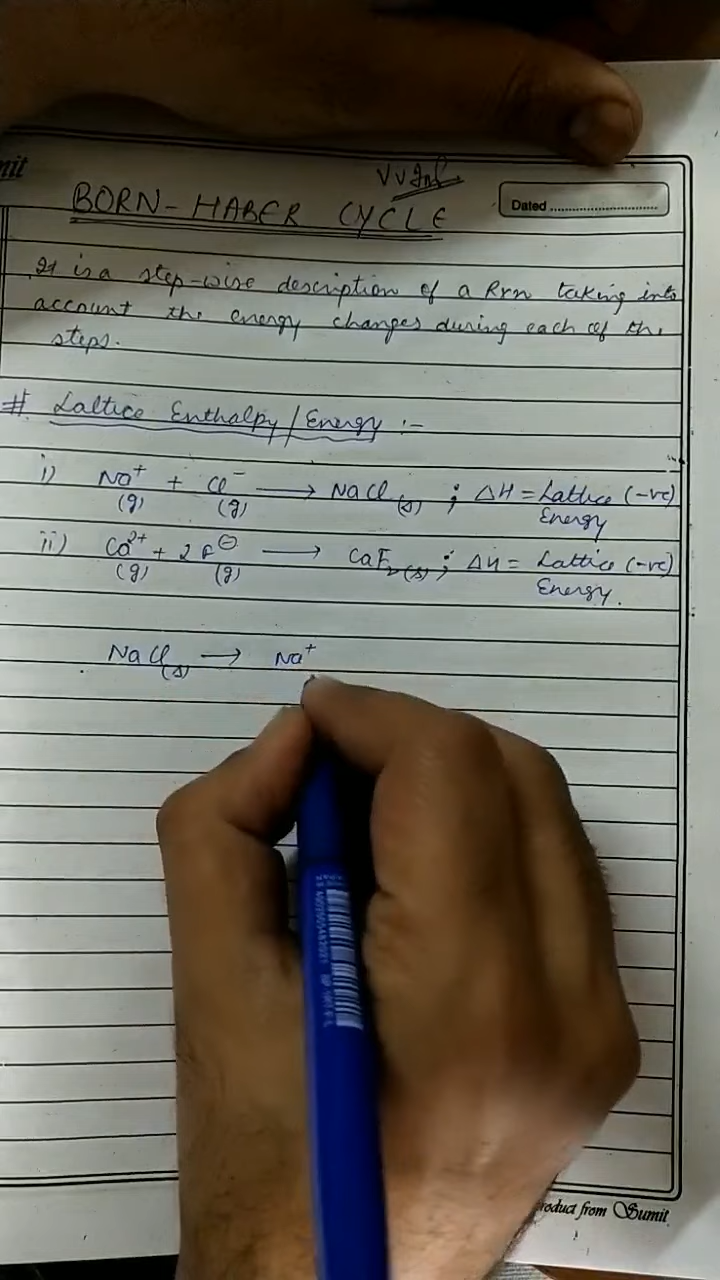 mit
VVImp
BORN-HABER CYCLE
Dated
It is a step-wise description of a Rxn taking into
account the energy changes during each of the
steps.
# Lattice Enthalpy/Energy :-
i) Na⁺(g) + Cl⁻(g) ⟶ NaCl(s) ; ΔH = Lattice Energy (-ve)
ii) Ca²⁺(g) + 2F⊖(g) ⟶ CaF₂(s) ; ΔH = Lattice Energy. (-ve)
NaCl(s) ⟶ Na⁺
roduct from Sumit